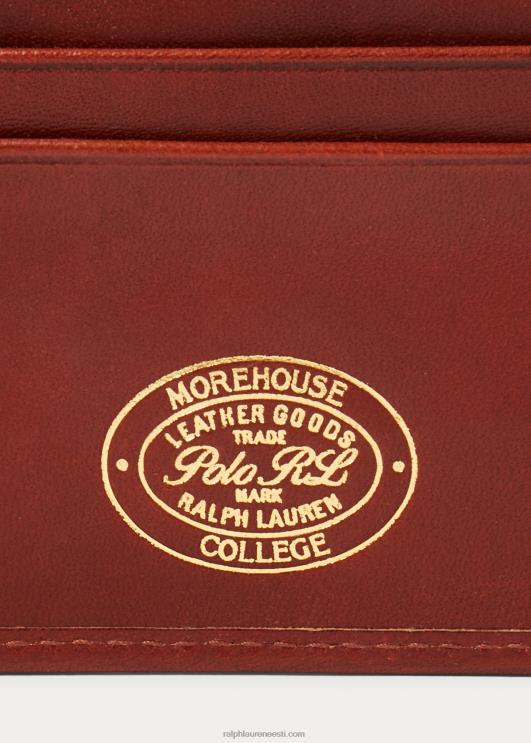 MOREHOUSE
LEATHER GOODS
TRADE
Polo RL
MARK
RALPH LAUREN
COLLEGE
ralphlaureneesti.com